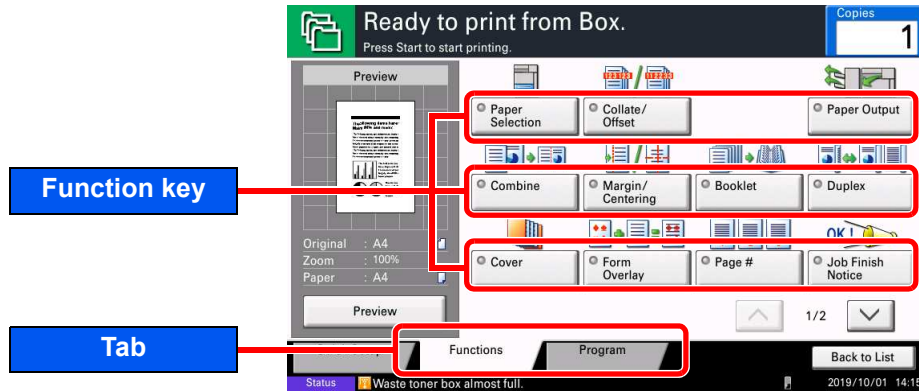 Ready to print from Box.
Press Start to start printing.
Copies
1
Preview
Original : A4
Zoom : 100%
Paper : A4
Preview
Paper Selection
Collate/ Offset
Paper Output
Combine
Margin/ Centering
Booklet
Duplex
OK!
Cover
Form Overlay
Page #
Job Finish Notice
1/2
Function key
Tab
Functions
Program
Back to List
Status
Waste toner box almost full.
2019/10/01 14:15